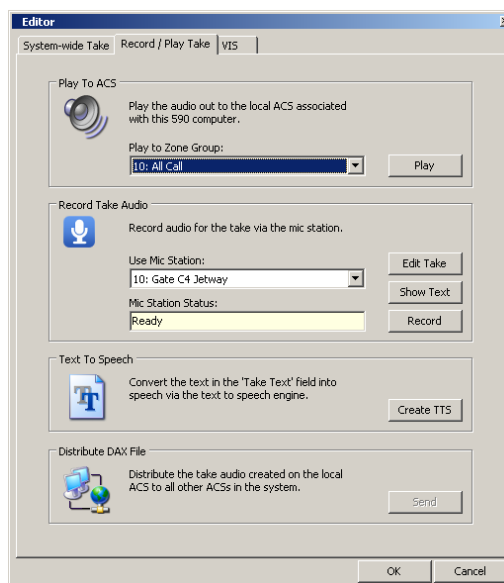 Editor
System-wide Take
Record / Play Take
VIS
Play To ACS
Play the audio out to the local ACS associated
with this 590 computer.
Play to Zone Group:
10: All Call
Play
Record Take Audio
Record audio for the take via the mic station.
Use Mic Station:
10: Gate C4 Jetway
Edit Take
Show Text
Mic Station Status:
Ready
Record
Text To Speech
Convert the text in the 'Take Text' field into
speech via the text to speech engine.
Create TTS
Distribute DAX File
Distribute the take audio created on the local
ACS to all other ACSs in the system.
Send
OK
Cancel